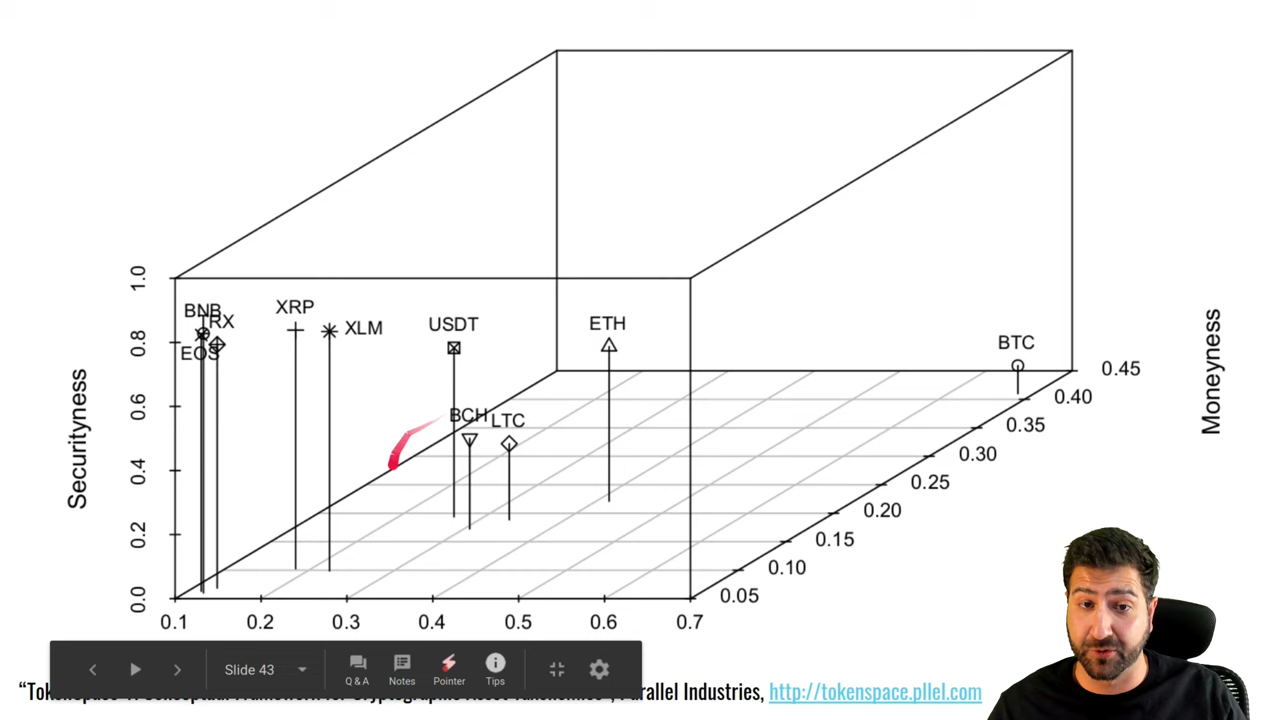 1.0
0.8
0.6
0.4
0.2
0.0
Securityness
BNB
TRX
EOS
XRP
XLM
USDT
BCH
LTC
ETH
BTC
0.45
0.40
0.35
0.30
0.25
0.20
0.15
0.10
0.05
Moneyness
0.1 0.2 0.3 0.4 0.5 0.6 0.7
Slide 43
Q & A
Notes
Pointer
Tips
Parallel Industries, http://tokenspace.pllel.com